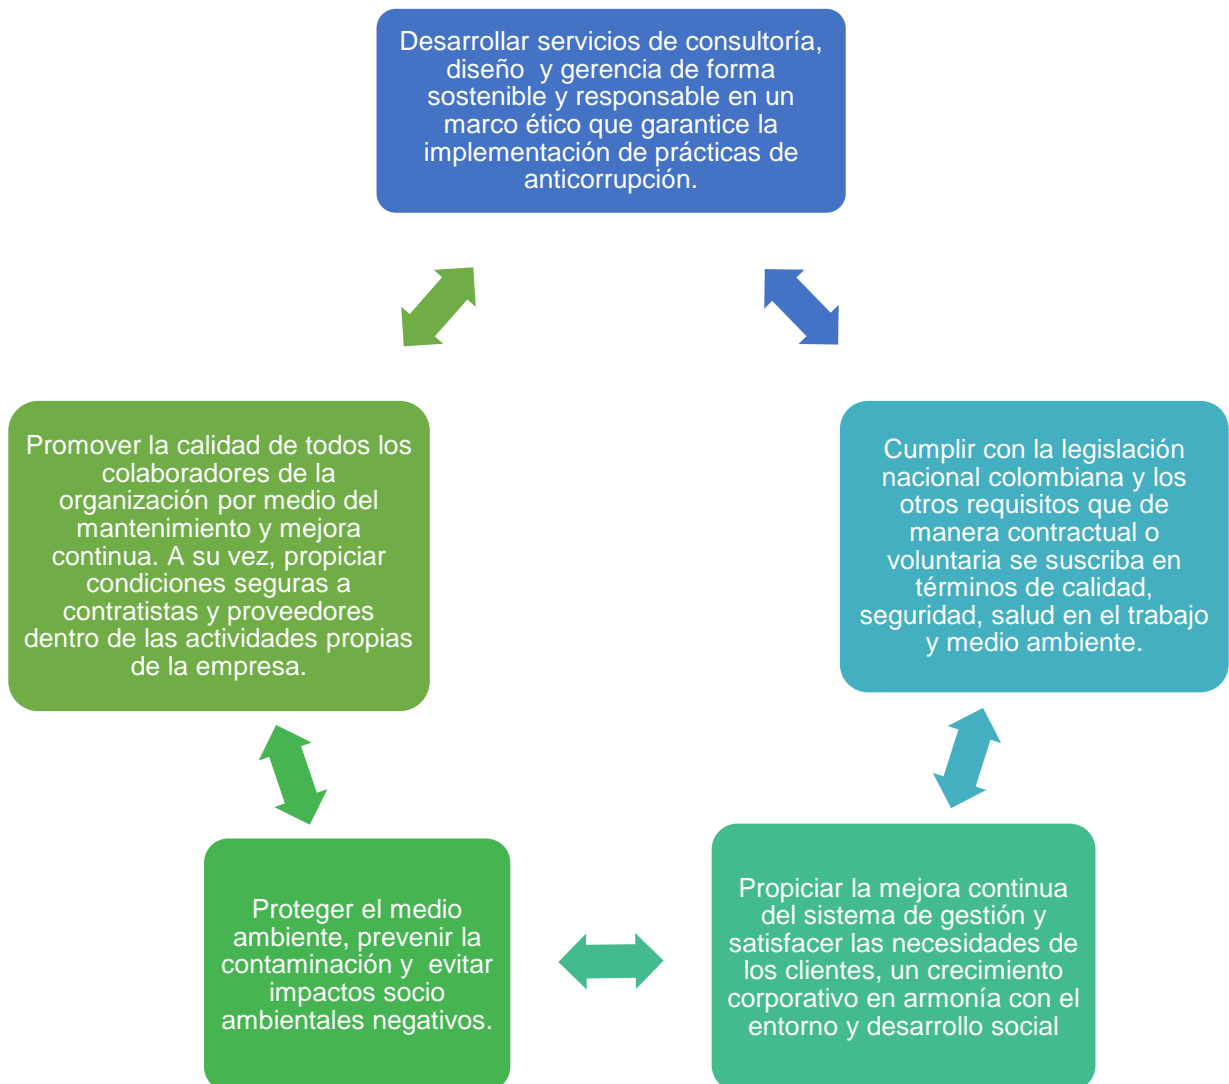 Desarrollar servicios de consultoría,
diseño y gerencia de forma
sostenible y responsable en un
marco ético que garantice la
implementación de prácticas de
anticorrupción.
Cumplir con la legislación
nacional colombiana y los
otros requisitos que de
manera contractual o
voluntaria se suscriba en
términos de calidad,
seguridad, salud en el trabajo
y medio ambiente.
Propiciar la mejora continua
del sistema de gestión y
satisfacer las necesidades de
los clientes, un crecimiento
corporativo en armonía con el
entorno y desarrollo social
Proteger el medio
ambiente, prevenir la
contaminación y evitar
impactos socio
ambientales negativos.
Promover la calidad de todos los
colaboradores de la
organización por medio del
mantenimiento y mejora
continua. A su vez, propiciar
condiciones seguras a
contratistas y proveedores
dentro de las actividades propias
de la empresa.